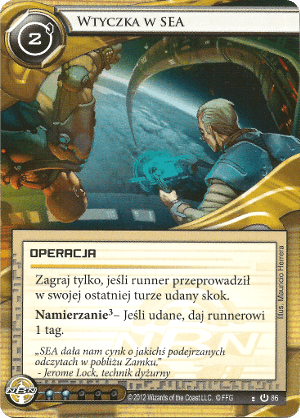 Wtyczka w SEA
2
OPERACJA
Zagraj tylko, jeśli runner przeprowadził
w swojej ostatniej turze udany skok.
Namierzanie³– Jeśli udane, daj runnerowi
1 tag.
„SEA dała nam cynk o jakichś podejrzanych
odczytach w pobliżu Zamku."
- Jerome Lock, technik dyżurny
Illus. Mauricio Herrera
NBN
© 2012 Wizards of the Coast LLC. © FFG
86